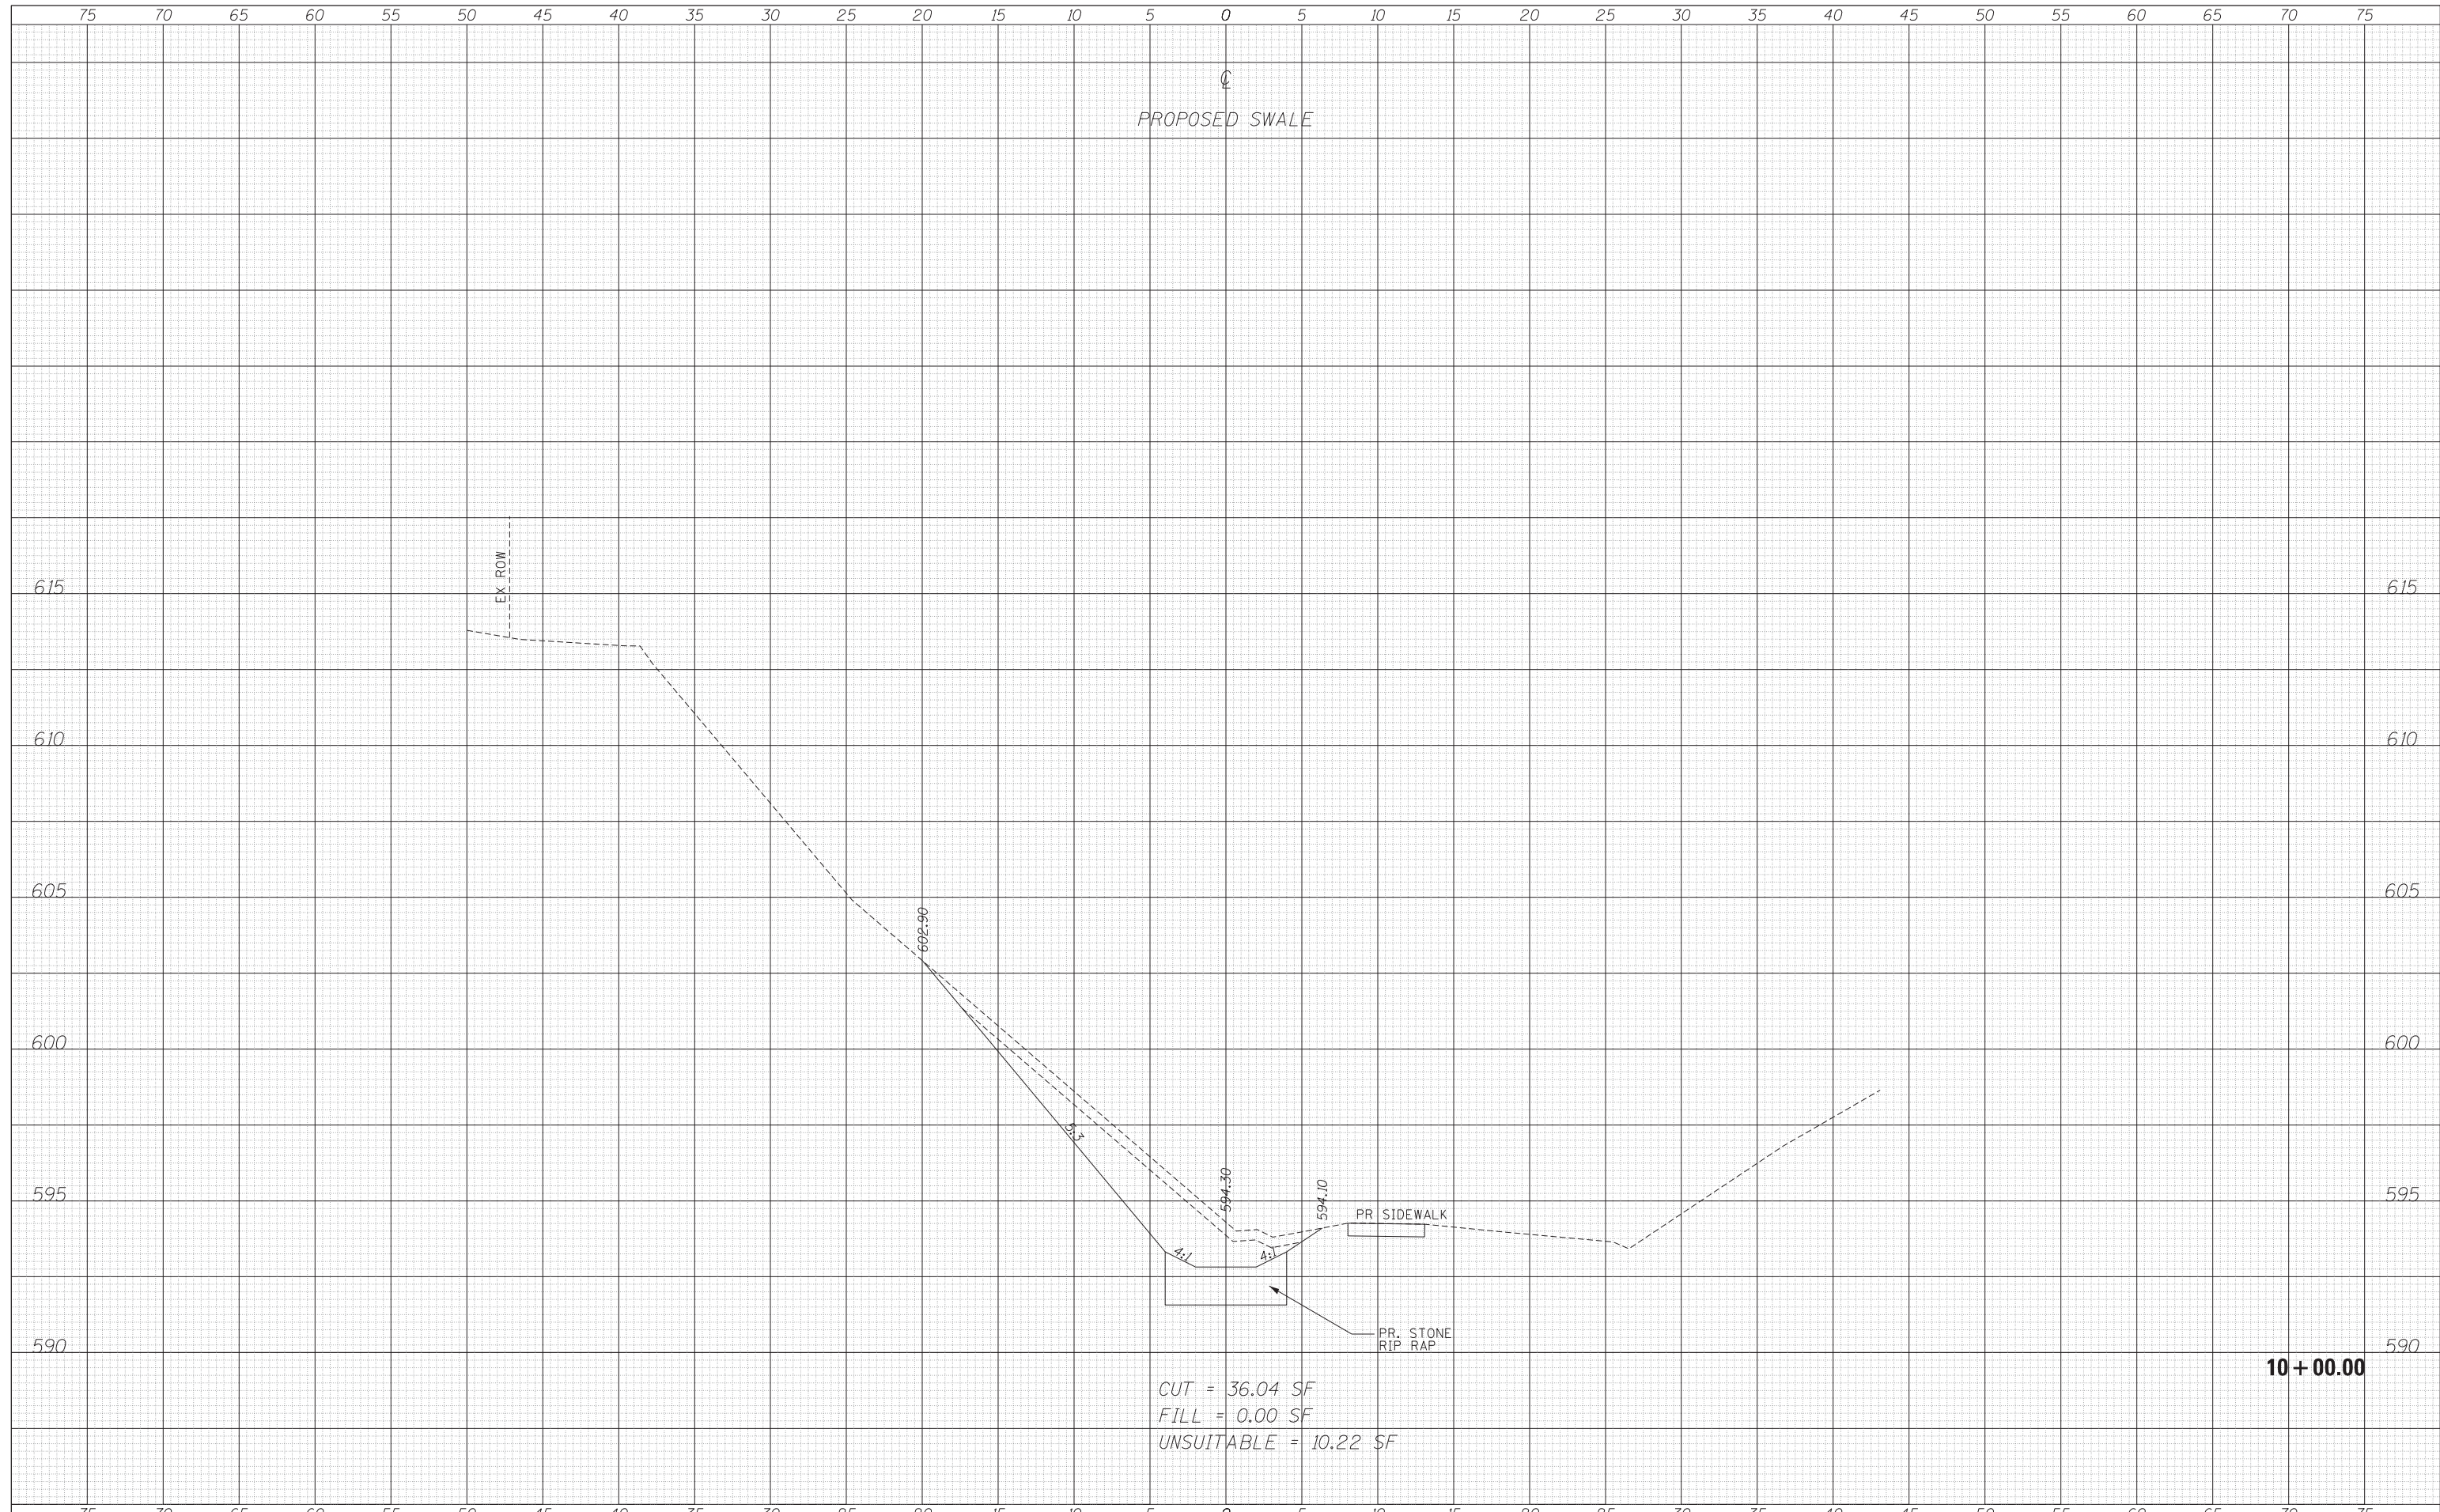 75 70 65 60 55 50 45 40 35 30 25 20 15 10 5 0 5 10 15 20 25 30 35 40 45 50 55 60 65 70 75
℄
PROPOSED SWALE
EX ROW
615 615
610 610
605 605
602.90
600 600
5:3
595 595
594.30
594.10
PR SIDEWALK
4:1 4:1
PR. STONE
RIP RAP
590 590
10+00.00
CUT = 36.04 SF
FILL = 0.00 SF
UNSUITABLE = 10.22 SF
75 70 65 60 55 50 45 40 35 30 25 20 15 10 5 0 5 10 15 20 25 30 35 40 45 50 55 60 65 70 75